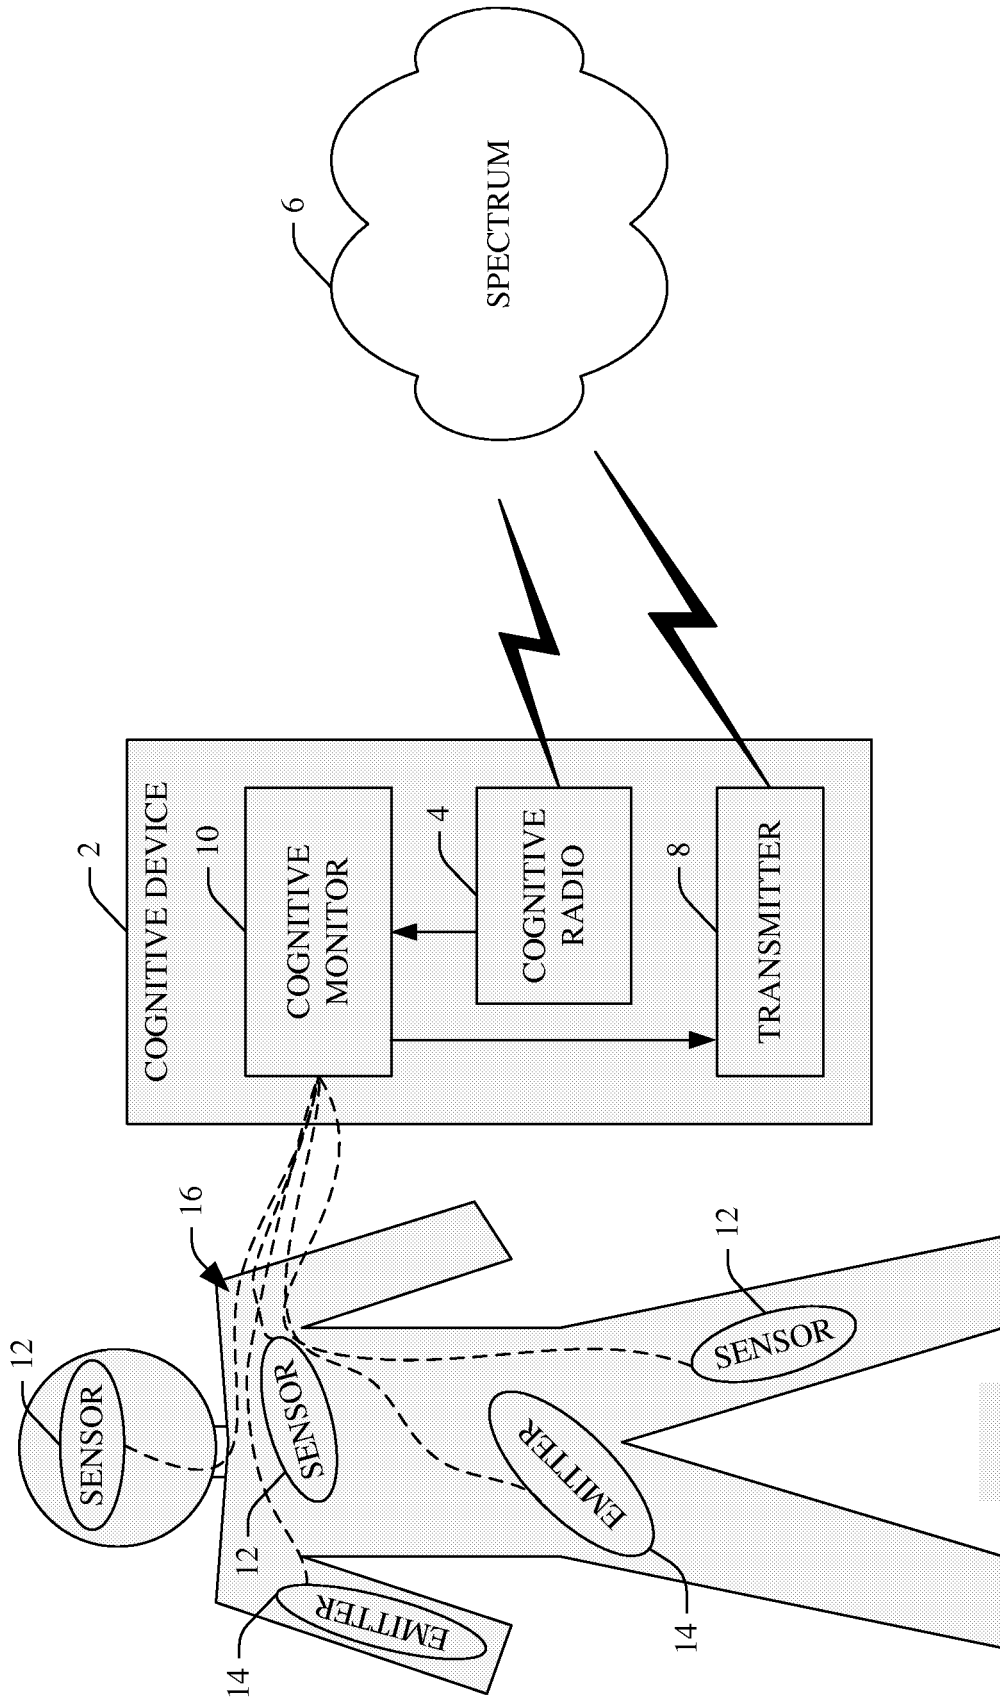 COGNITIVE DEVICE
2
10
COGNITIVE
MONITOR
4
COGNITIVE
RADIO
8
TRANSMITTER
6
SPECTRUM
16
12
SENSOR
12
SENSOR
14
EMITTER
14
EMITTER
12
SENSOR